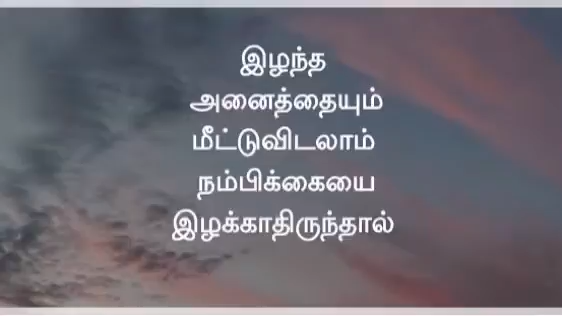 இழந்த
அனைத்தையும்
மீட்டுவிடலாம்
நம்பிக்கையை
இழக்காதிருந்தால்